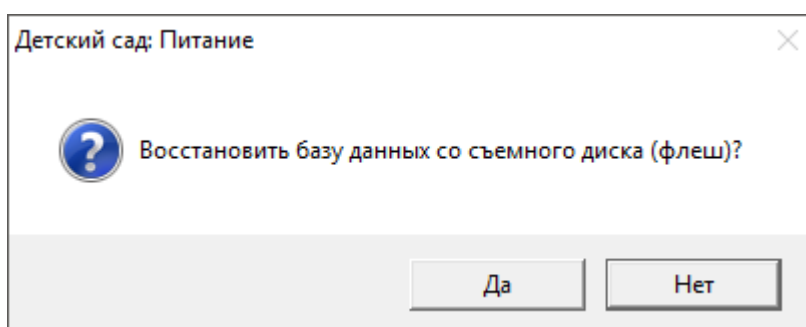 Детский сад: Питание
Восстановить базу данных со съемного диска (флеш)?
Да
Нет